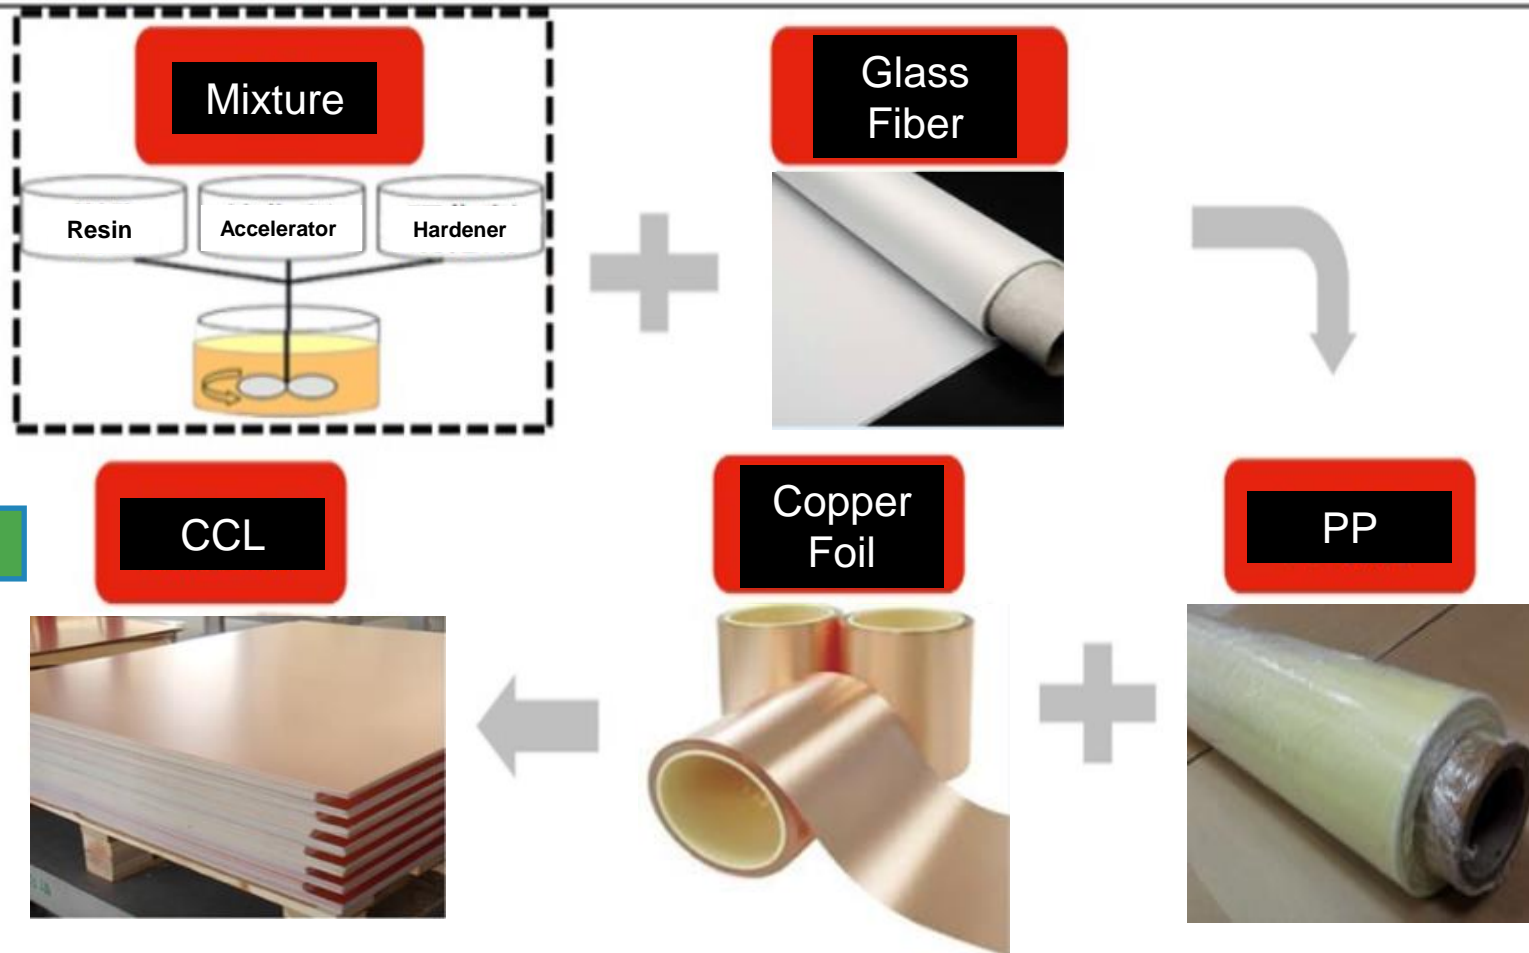 Mixture
Glass
Fiber
Resin
Accelerator
Hardener
CCL
Copper
Foil
PP